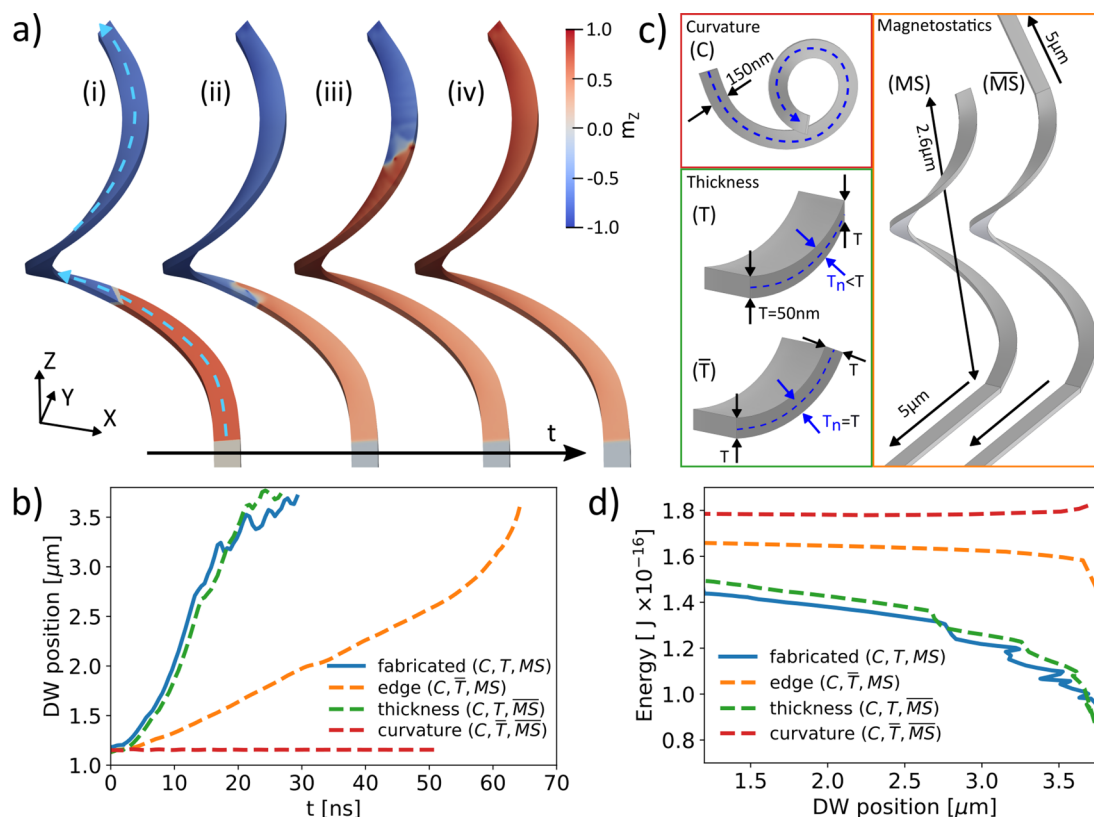 a)
(i)
(ii)
(iii)
(iv)
1.0
0.5
0.0
-0.5
-1.0
m_z
Z
Y
X
t
c)
Curvature
(C)
150nm
Thickness
(T)
T
Tₙ<T
T=50nm
(T̅)
T
Tₙ=T
T
Magnetostatics
5µm
(MS)
(M̅S̅)
2.6µm
5µm
b)
DW position [µm]
3.5
3.0
2.5
2.0
1.5
1.0
fabricated (C, T, MS)
edge (C, T̅, MS)
thickness (C, T, M̅S̅)
curvature (C, T̅, M̅S̅)
0 10 20 30 40 50 60 70
t [ns]
d)
Energy [ J ×10⁻¹⁶]
1.8
1.6
1.4
1.2
1.0
0.8
fabricated (C, T, MS)
edge (C, T̅, MS)
thickness (C, T, M̅S̅)
curvature (C, T̅, M̅S̅)
1.5 2.0 2.5 3.0 3.5
DW position [µm]